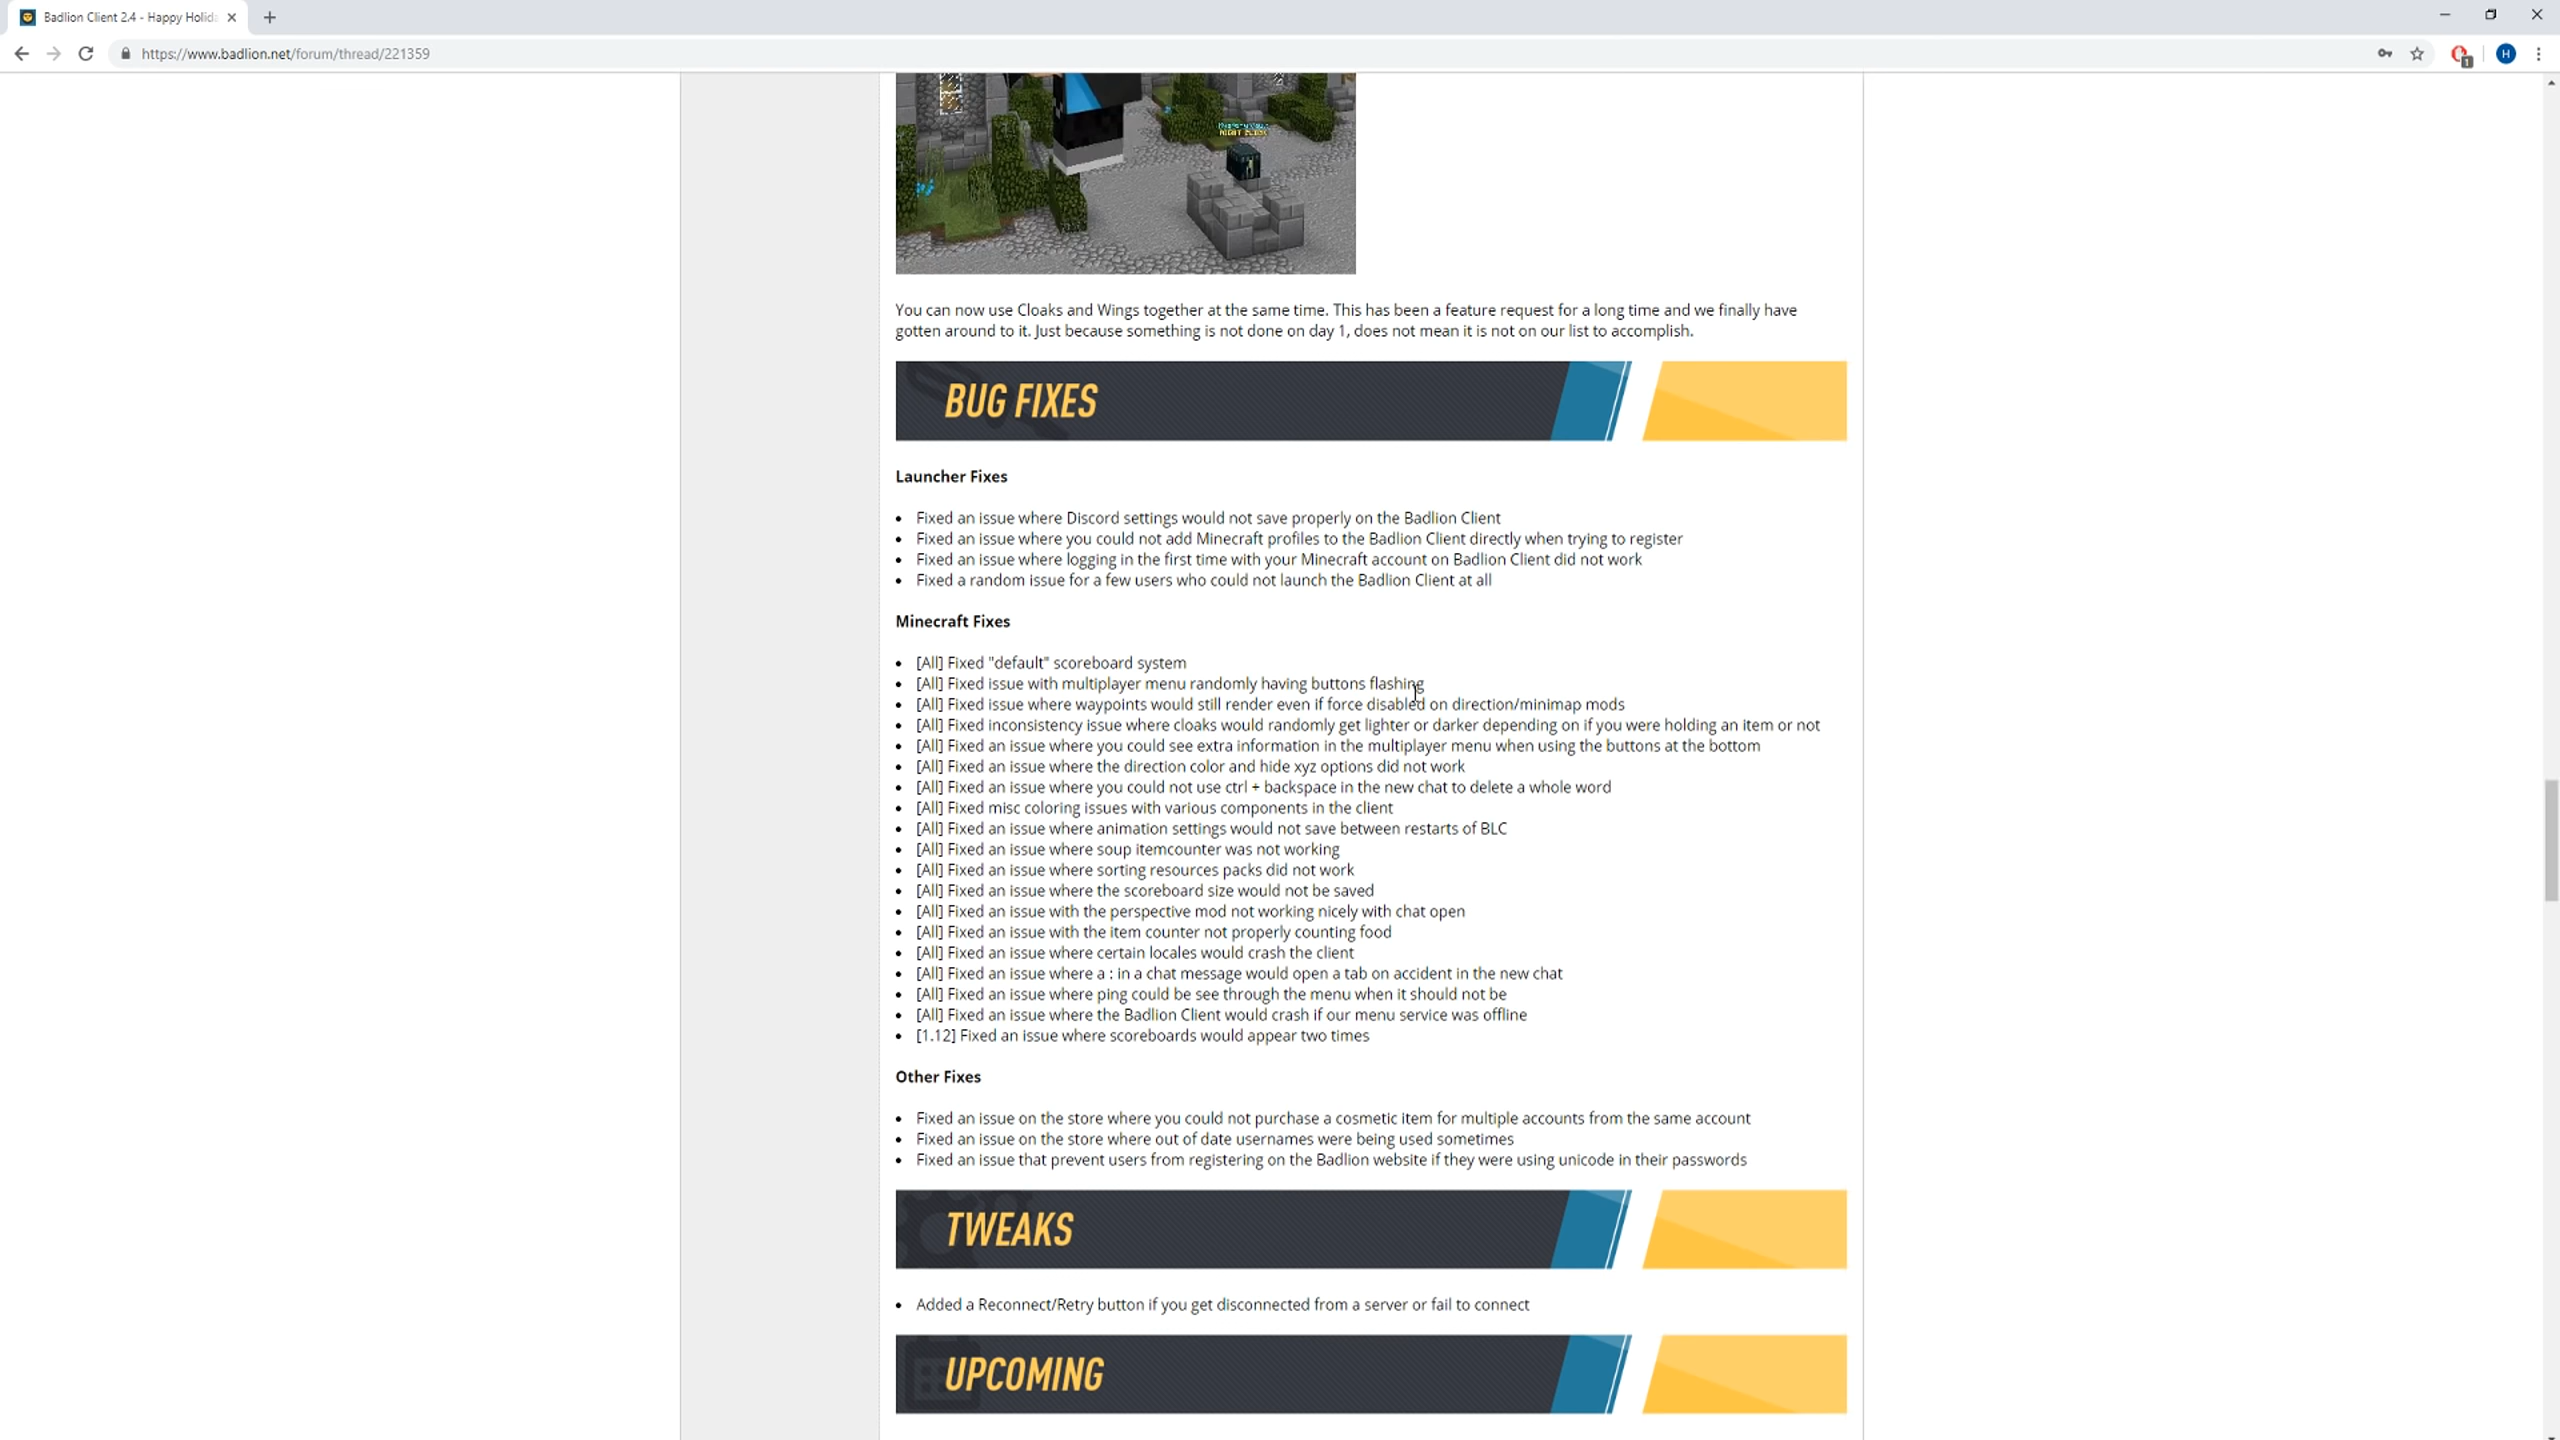 Badlion Client 2.4 - Happy Holid
https://www.badlion.net/forum/thread/221359
1
H
RIGHT CLICK
You can now use Cloaks and Wings together at the same time. This has been a feature request for a long time and we finally have
gotten around to it. Just because something is not done on day 1, does not mean it is not on our list to accomplish.
BUG FIXES
Launcher Fixes
• Fixed an issue where Discord settings would not save properly on the Badlion Client
• Fixed an issue where you could not add Minecraft profiles to the Badlion Client directly when trying to register
• Fixed an issue where logging in the first time with your Minecraft account on Badlion Client did not work
• Fixed a random issue for a few users who could not launch the Badlion Client at all
Minecraft Fixes
• [All] Fixed "default" scoreboard system
• [All] Fixed issue with multiplayer menu randomly having buttons flashing
• [All] Fixed issue where waypoints would still render even if force disabled on direction/minimap mods
• [All] Fixed inconsistency issue where cloaks would randomly get lighter or darker depending on if you were holding an item or not
• [All] Fixed an issue where you could see extra information in the multiplayer menu when using the buttons at the bottom
• [All] Fixed an issue where the direction color and hide xyz options did not work
• [All] Fixed an issue where you could not use ctrl + backspace in the new chat to delete a whole word
• [All] Fixed misc coloring issues with various components in the client
• [All] Fixed an issue where animation settings would not save between restarts of BLC
• [All] Fixed an issue where soup itemcounter was not working
• [All] Fixed an issue where sorting resources packs did not work
• [All] Fixed an issue where the scoreboard size would not be saved
• [All] Fixed an issue with the perspective mod not working nicely with chat open
• [All] Fixed an issue with the item counter not properly counting food
• [All] Fixed an issue where certain locales would crash the client
• [All] Fixed an issue where a : in a chat message would open a tab on accident in the new chat
• [All] Fixed an issue where ping could be see through the menu when it should not be
• [All] Fixed an issue where the Badlion Client would crash if our menu service was offline
• [1.12] Fixed an issue where scoreboards would appear two times
Other Fixes
• Fixed an issue on the store where you could not purchase a cosmetic item for multiple accounts from the same account
• Fixed an issue on the store where out of date usernames were being used sometimes
• Fixed an issue that prevent users from registering on the Badlion website if they were using unicode in their passwords
TWEAKS
• Added a Reconnect/Retry button if you get disconnected from a server or fail to connect
UPCOMING